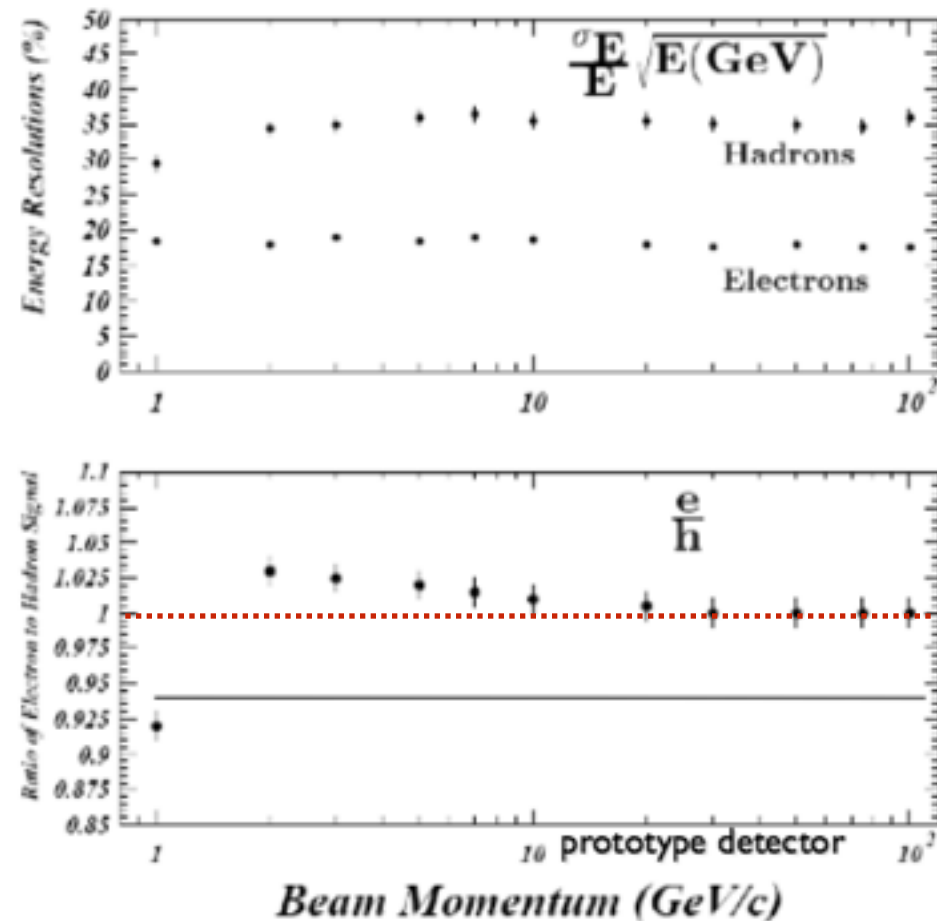 Energy Resolutions (%)
50
45
40
35
30
25
20
15
10
5
0
σE/E √E(GeV)
Hadrons
Electrons
1 10 10²
Ratio of Electron to Hadron Signal
1.1
1.075
1.05
1.025
1
0.975
0.95
0.925
0.9
0.875
0.85
e/h
1 10 10²
prototype detector
Beam Momentum (GeV/c)